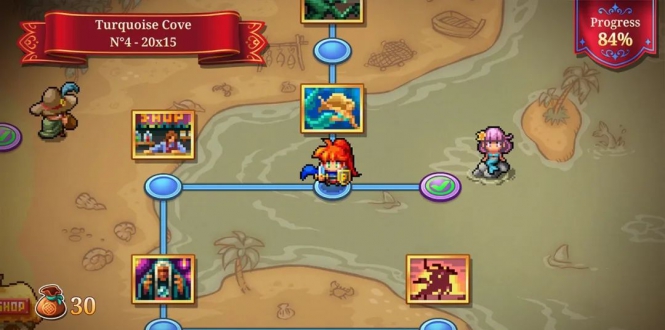 Turquoise Cove
N°4 - 20x15
Progress
84%
SHOP
SHOP
30